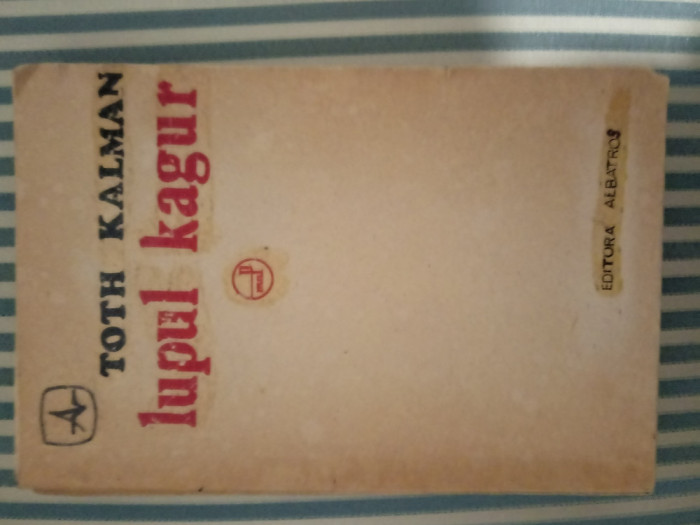 TOTH KALMAN
lupul kagur
EDITURA ALBATROS